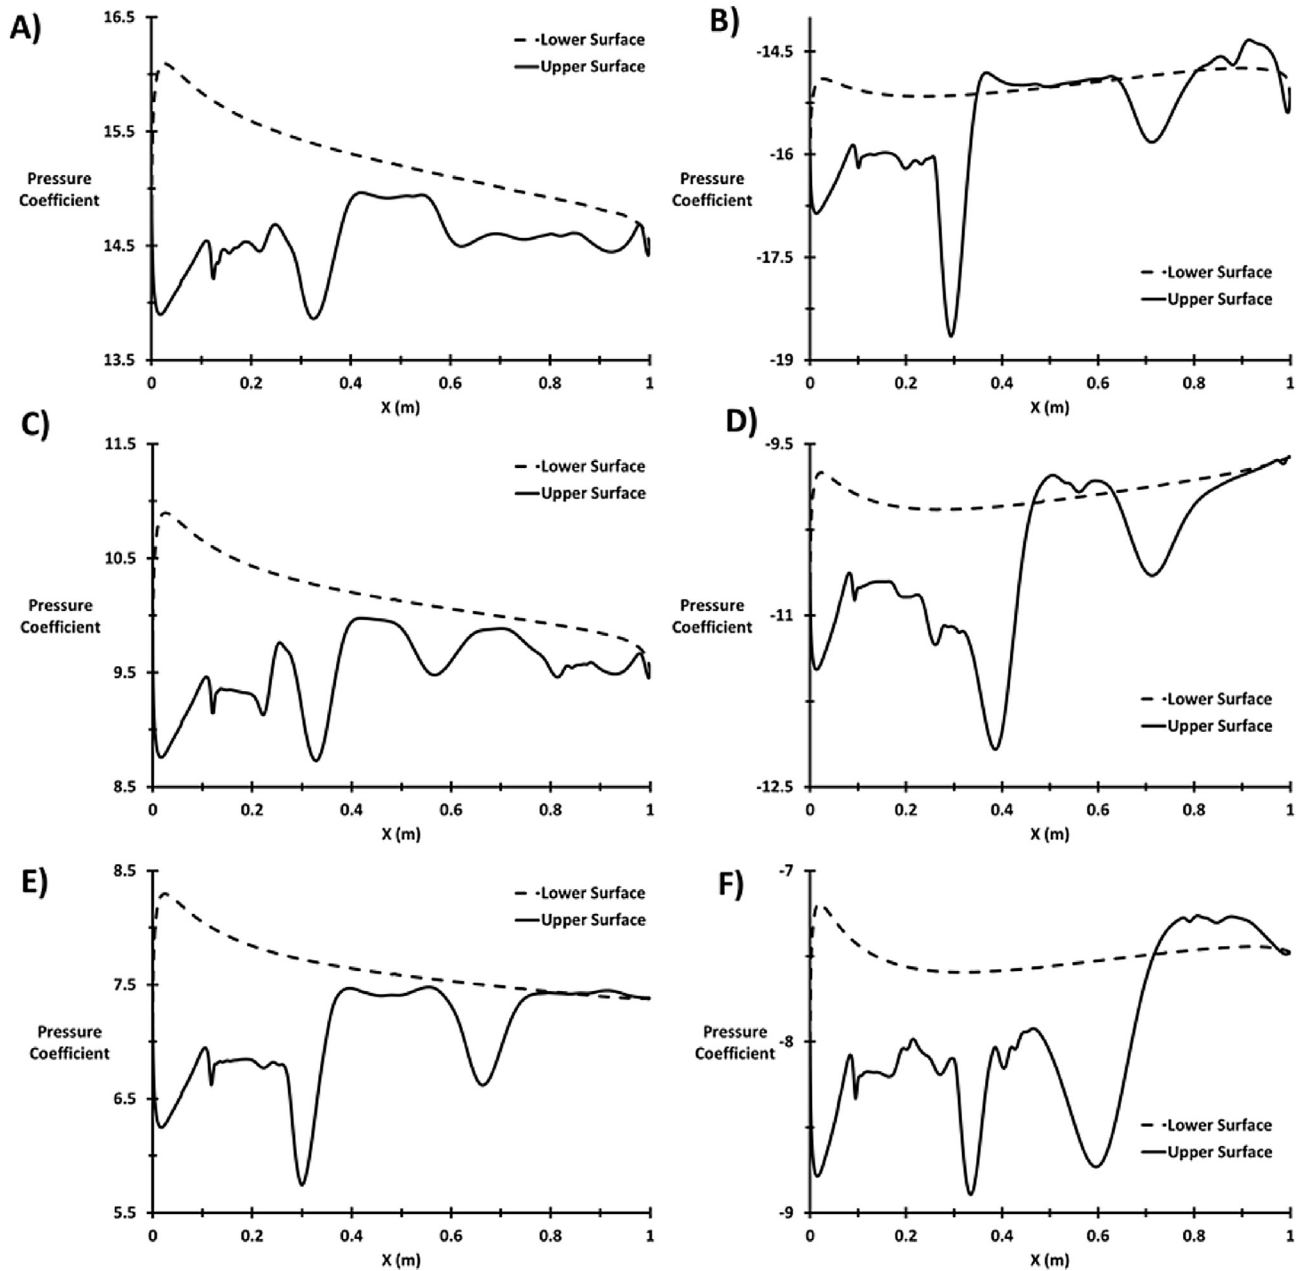 A)
16.5
15.5
14.5
13.5
Pressure
Coefficient
Lower Surface
Upper Surface
0 0.2 0.4 0.6 0.8 1
X (m)
B)
-14.5
-16
-17.5
-19
Pressure
Coefficient
Lower Surface
Upper Surface
0 0.2 0.4 0.6 0.8 1
X (m)
C)
11.5
10.5
9.5
8.5
Pressure
Coefficient
Lower Surface
Upper Surface
0 0.2 0.4 0.6 0.8 1
X (m)
D)
-9.5
-11
-12.5
Pressure
Coefficient
Lower Surface
Upper Surface
0 0.2 0.4 0.6 0.8 1
X (m)
E)
8.5
7.5
6.5
5.5
Pressure
Coefficient
Lower Surface
Upper Surface
0 0.2 0.4 0.6 0.8 1
X (m)
F)
-7
-8
-9
Pressure
Coefficient
Lower Surface
Upper Surface
0 0.2 0.4 0.6 0.8 1
X (m)